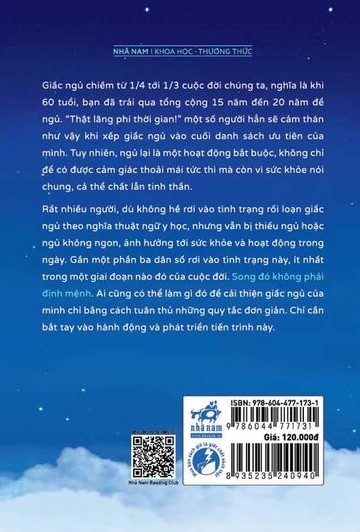 NHÃ NAM | KHOA HỌC - THƯỜNG THỨC
Giấc ngủ chiếm từ 1/4 tới 1/3 cuộc đời chúng ta, nghĩa là khi
60 tuổi, bạn đã trải qua tổng cộng 15 năm đến 20 năm để
ngủ. “Thật lãng phí thời gian!” một số người hẳn sẽ cảm thán
như vậy khi xếp giấc ngủ vào cuối danh sách ưu tiên của
mình. Tuy nhiên, ngủ lại là một hoạt động bắt buộc, không chỉ
để có được cảm giác thoải mái tức thì mà còn vì sức khỏe nói
chung, cả thể chất lẫn tinh thần.
Rất nhiều người, dù không hề rơi vào tình trạng rối loạn giấc
ngủ theo nghĩa thuật ngữ y học, nhưng vẫn bị thiếu ngủ hoặc
ngủ không ngon, ảnh hưởng tới sức khỏe và hoạt động trong
ngày. Gần một phần ba dân số rơi vào tình trạng này, ít nhất
trong một giai đoạn nào đó của cuộc đời. Song đó không phải
định mệnh. Ai cũng có thể làm gì đó để cải thiện giấc ngủ của
mình chỉ bằng cách tuân thủ những quy tắc đơn giản. Chỉ cần
bắt tay vào hành động và phát triển tiến trình này.
ISBN: 978-604-477-173-1
nhã nam
9 786044 771731
Giá: 120.000đ
8 935235 240940
Nhã Nam Reading Club